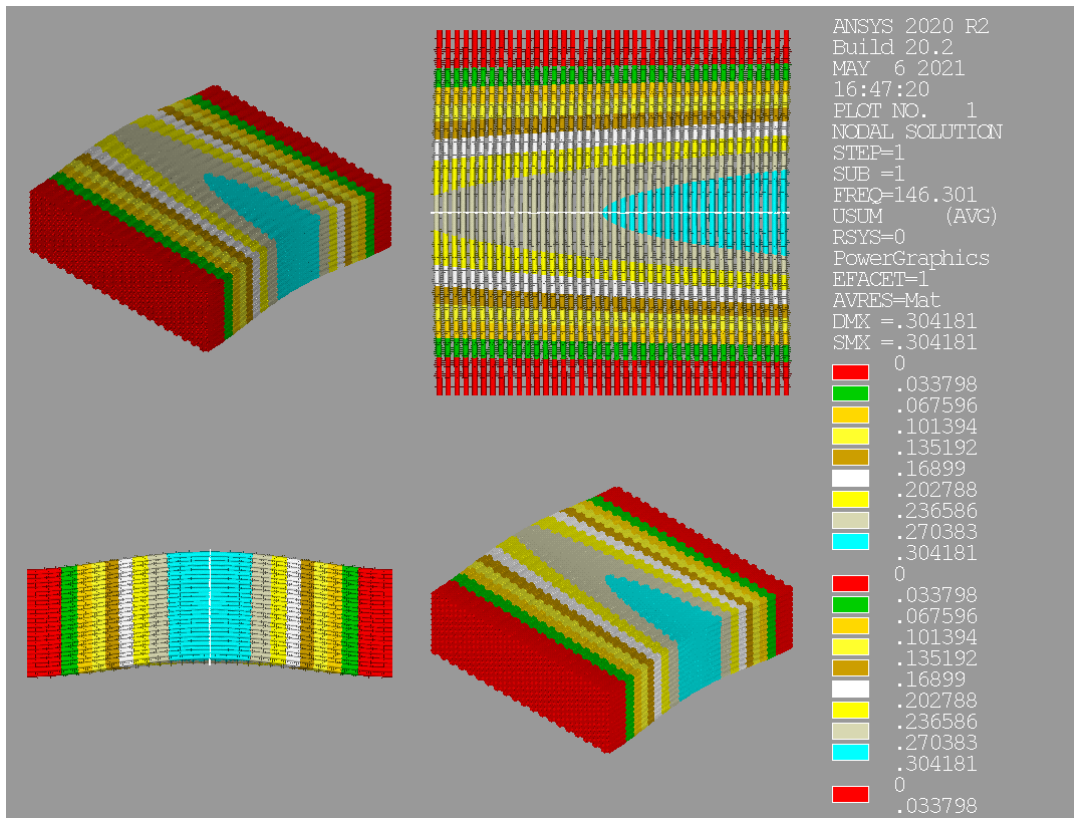 ANSYS 2020 R2
Build 20.2
MAY 6 2021
16:47:20
PLOT NO. 1
NODAL SOLUTION
STEP=1
SUB =1
FREQ=146.301
USUM (AVG)
RSYS=0
PowerGraphics
EFACET=1
AVRES=Mat
DMX =.304181
SMX =.304181
0
.033798
.067596
.101394
.135192
.16899
.202788
.236586
.270383
.304181
0
.033798
.067596
.101394
.135192
.16899
.202788
.236586
.270383
.304181
0
.033798